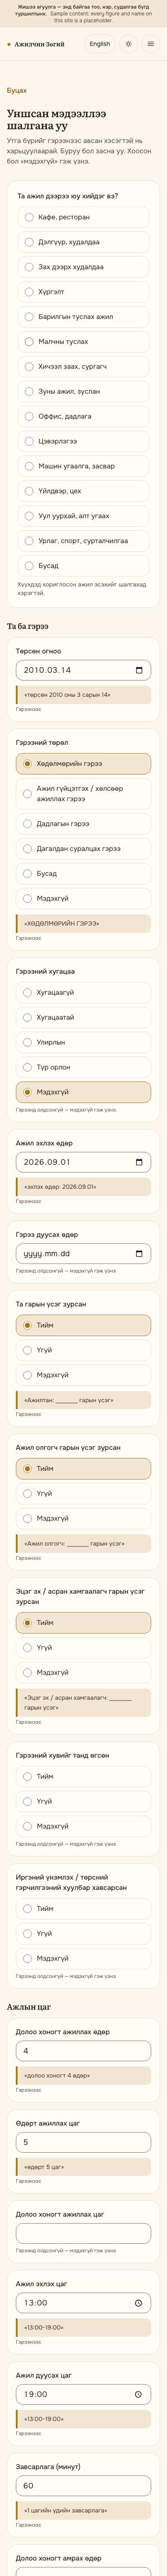 Жишээ агуулга — энд байгаа тоо, нэр, судалгаа бүгд
туршилтынх. Sample content; every figure and name on
this site is a placeholder.
Ажилчин Зөгий
English
Буцах
Уншсан мэдээллээ
шалгана уу
Утга бүрийг гэрээнээс авсан хэсэгтэй нь
харьцуулаарай. Буруу бол засна уу. Хоосон
бол «мэдэхгүй» гэж үзнэ.
Та ажил дээрээ юу хийдэг вэ?
Кафе, ресторан
Дэлгүүр, худалдаа
Зах дээрх худалдаа
Хүргэлт
Барилгын туслах ажил
Малчны туслах
Хичээл заах, сургагч
Зуны ажил, зуслан
Оффис, дадлага
Цэвэрлэгээ
Машин угаалга, засвар
Үйлдвэр, цех
Уул уурхай, алт угаах
Урлаг, спорт, сурталчилгаа
Бусад
Хүүхдэд хориглосон ажил эсэхийг шалгахад
хэрэгтэй.
Та ба гэрээ
Төрсөн огноо
2010.03.14
«төрсөн 2010 оны 3 сарын 14»
Гэрээнээс
Гэрээний төрөл
Хөдөлмөрийн гэрээ
Ажил гүйцэтгэх / хөлсөөр
ажиллах гэрээ
Дадлагын гэрээ
Дагалдан суралцах гэрээ
Бусад
Мэдэхгүй
«ХӨДӨЛМӨРИЙН ГЭРЭЭ»
Гэрээнээс
Гэрээний хугацаа
Хугацаагүй
Хугацаатай
Улирлын
Түр орлон
Мэдэхгүй
Гэрээнд олдсонгүй — мэдэхгүй гэж үзнэ
Ажил эхлэх өдөр
2026.09.01
«эхлэх өдөр: 2026.09.01»
Гэрээнээс
Гэрээ дуусах өдөр
yyyy.mm.dd
Гэрээнд олдсонгүй — мэдэхгүй гэж үзнэ
Та гарын үсэг зурсан
Тийм
Үгүй
Мэдэхгүй
«Ажилтан: ______ гарын үсэг»
Гэрээнээс
Ажил олгогч гарын үсэг зурсан
Тийм
Үгүй
Мэдэхгүй
«Ажил олгогч: ______ гарын үсэг»
Гэрээнээс
Эцэг эх / асран хамгаалагч гарын үсэг
зурсан
Тийм
Үгүй
Мэдэхгүй
«Эцэг эх / асран хамгаалагч: ______
гарын үсэг»
Гэрээнээс
Гэрээний хувийг танд өгсөн
Тийм
Үгүй
Мэдэхгүй
Гэрээнд олдсонгүй — мэдэхгүй гэж үзнэ
Иргэний үнэмлэх / төрсний
гэрчилгээний хуулбар хавсарсан
Тийм
Үгүй
Мэдэхгүй
Гэрээнд олдсонгүй — мэдэхгүй гэж үзнэ
Ажлын цаг
Долоо хоногт ажиллах өдөр
4
«долоо хоногт 4 өдөр»
Гэрээнээс
Өдөрт ажиллах цаг
5
«өдөрт 5 цаг»
Гэрээнээс
Долоо хоногт ажиллах цаг
Гэрээнд олдсонгүй — мэдэхгүй гэж үзнэ
Ажил эхлэх цаг
13:00
«13:00-19:00»
Гэрээнээс
Ажил дуусах цаг
19:00
«13:00-19:00»
Гэрээнээс
Завсарлага (минут)
60
«1 цагийн үдийн завсарлага»
Гэрээнээс
Долоо хоногт амрах өдөр